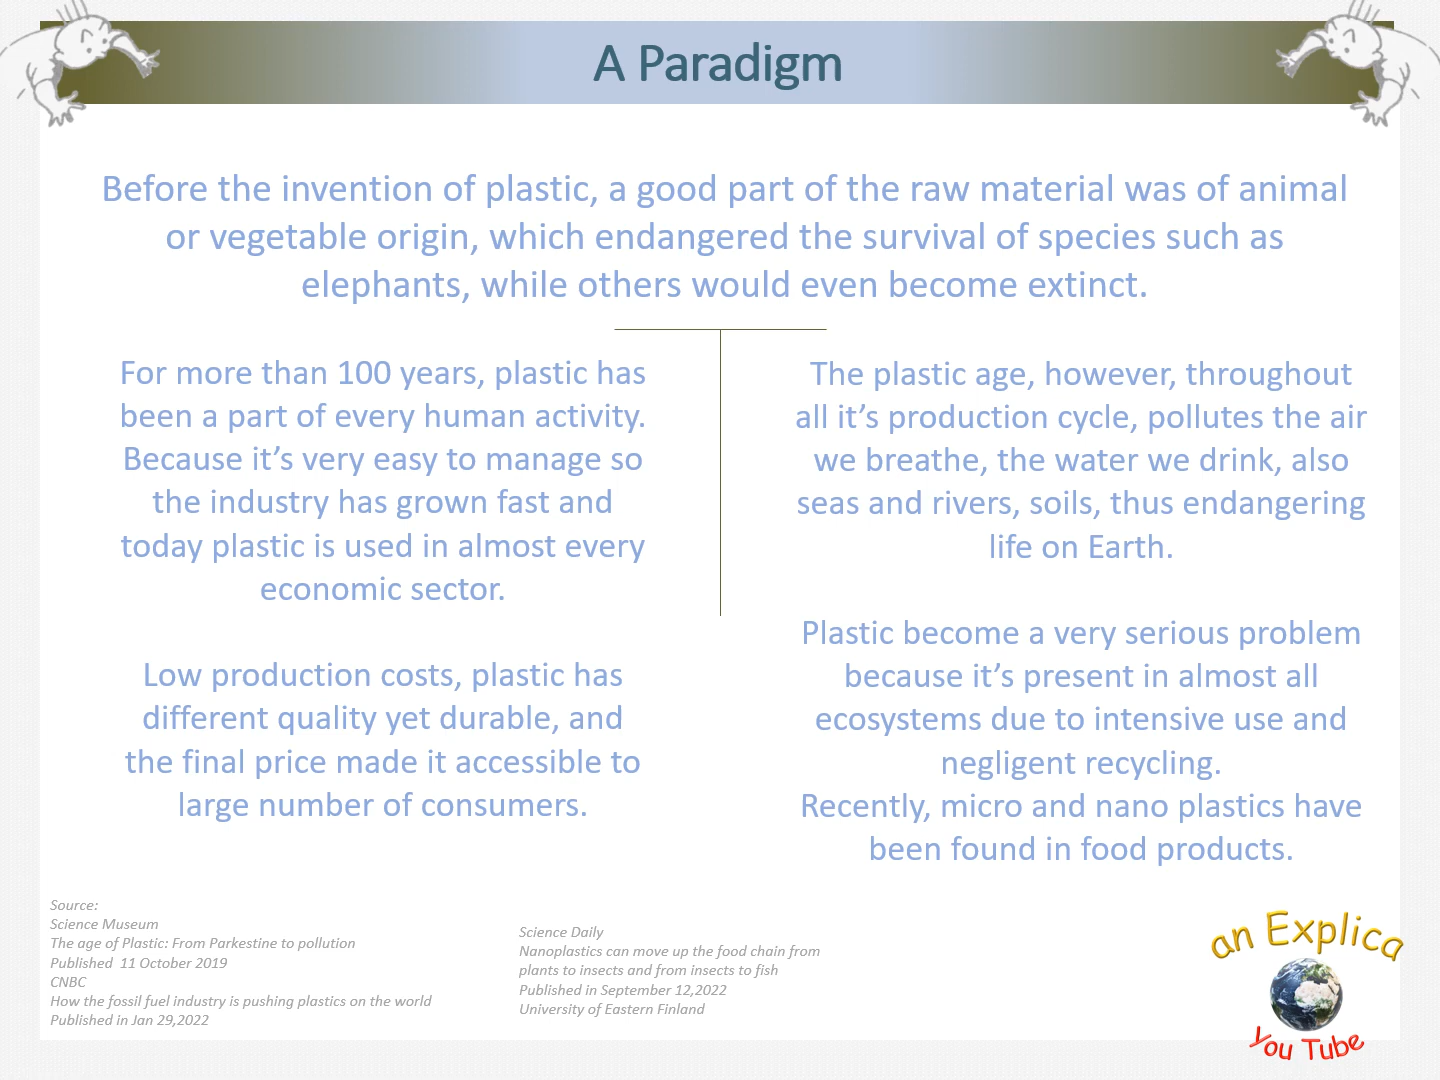 A Paradigm
Before the invention of plastic, a good part of the raw material was of animal
or vegetable origin, which endangered the survival of species such as
elephants, while others would even become extinct.
For more than 100 years, plastic has
been a part of every human activity.
Because it’s very easy to manage so
the industry has grown fast and
today plastic is used in almost every
economic sector.
Low production costs, plastic has
different quality yet durable, and
the final price made it accessible to
large number of consumers.
The plastic age, however, throughout
all it’s production cycle, pollutes the air
we breathe, the water we drink, also
seas and rivers, soils, thus endangering
life on Earth.
Plastic become a very serious problem
because it’s present in almost all
ecosystems due to intensive use and
negligent recycling.
Recently, micro and nano plastics have
been found in food products.
Source:
Science Museum
The age of Plastic: From Parkestine to pollution
Published 11 October 2019
CNBC
How the fossil fuel industry is pushing plastics on the world
Published in Jan 29,2022
Science Daily
Nanoplastics can move up the food chain from
plants to insects and from insects to fish
Published in September 12,2022
University of Eastern Finland
an Explica
You Tube